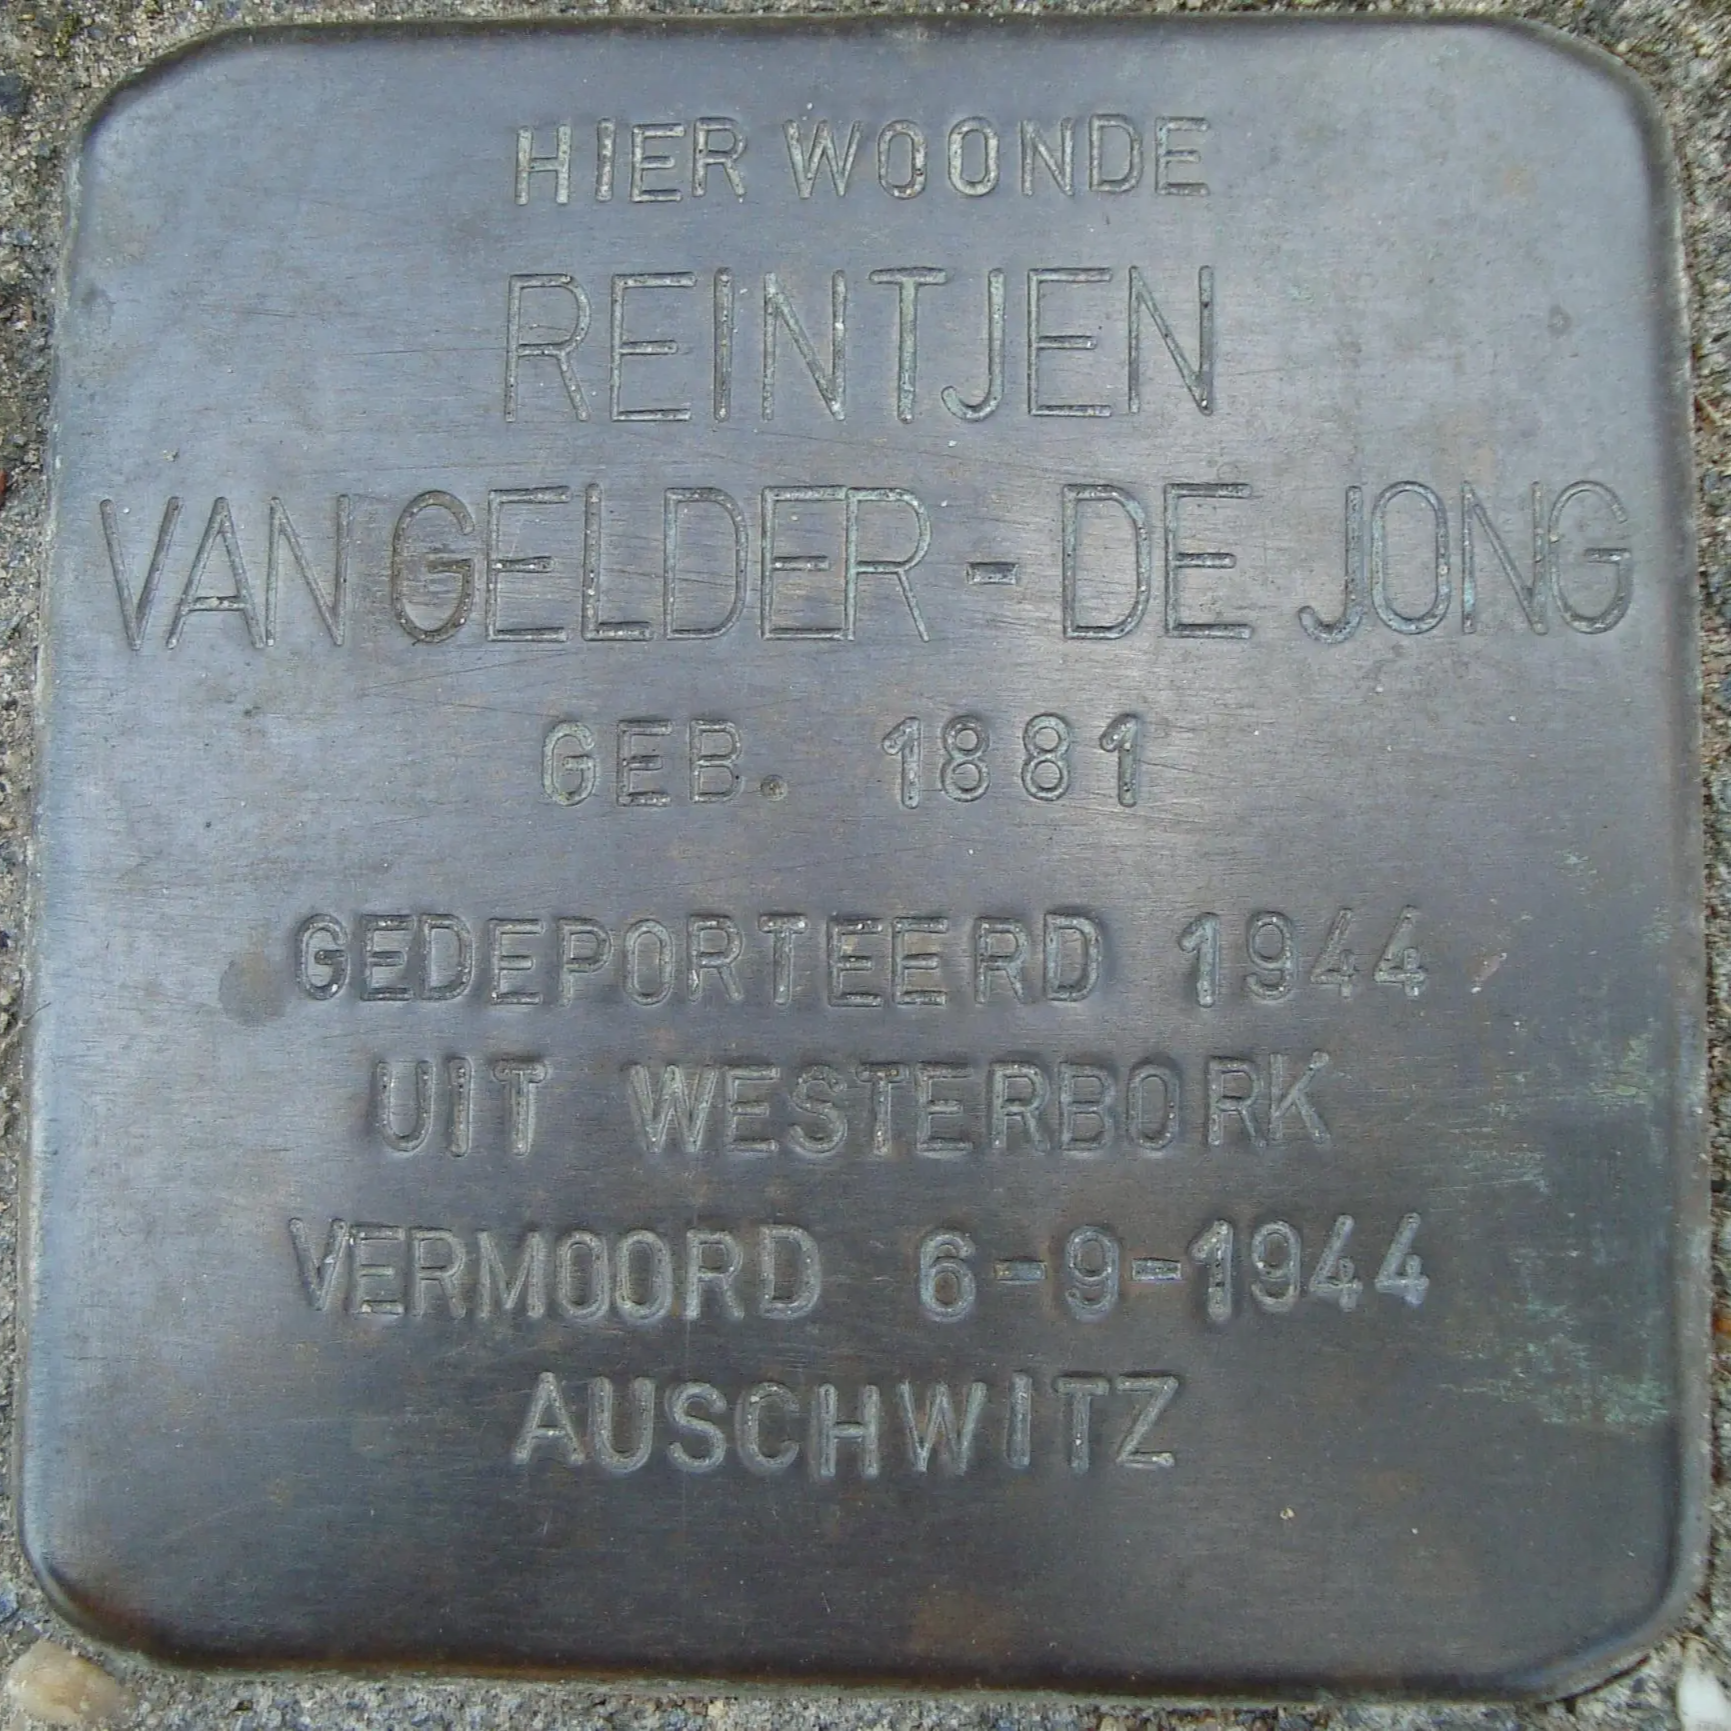 HIER WOONDE
REINTJEN
VAN GELDER - DE JONG
GEB. 1881
GEDEPORTEERD 1944
UIT WESTERBORK
VERMOORD 6-9-1944
AUSCHWITZ